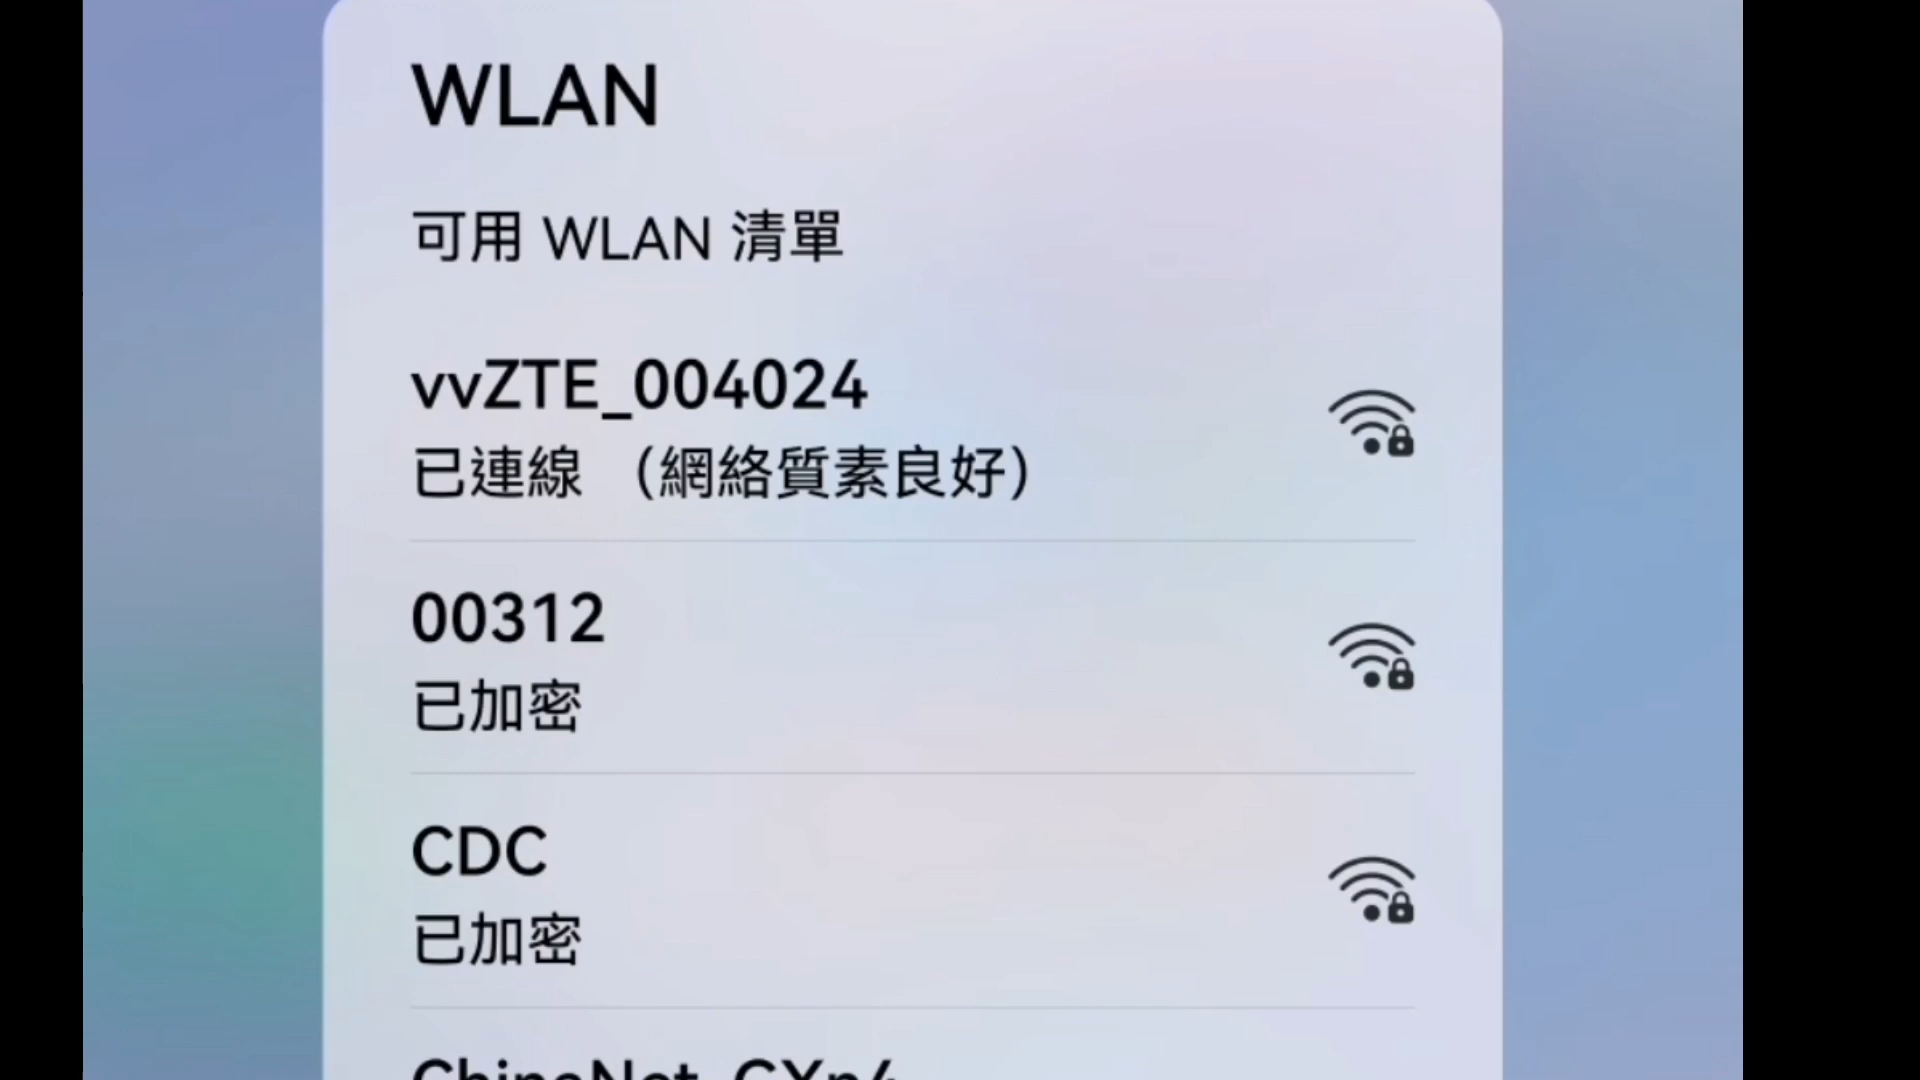 WLAN
可用 WLAN 清單
vvZTE_004024
已連線 （網絡質素良好）
00312
已加密
CDC
已加密